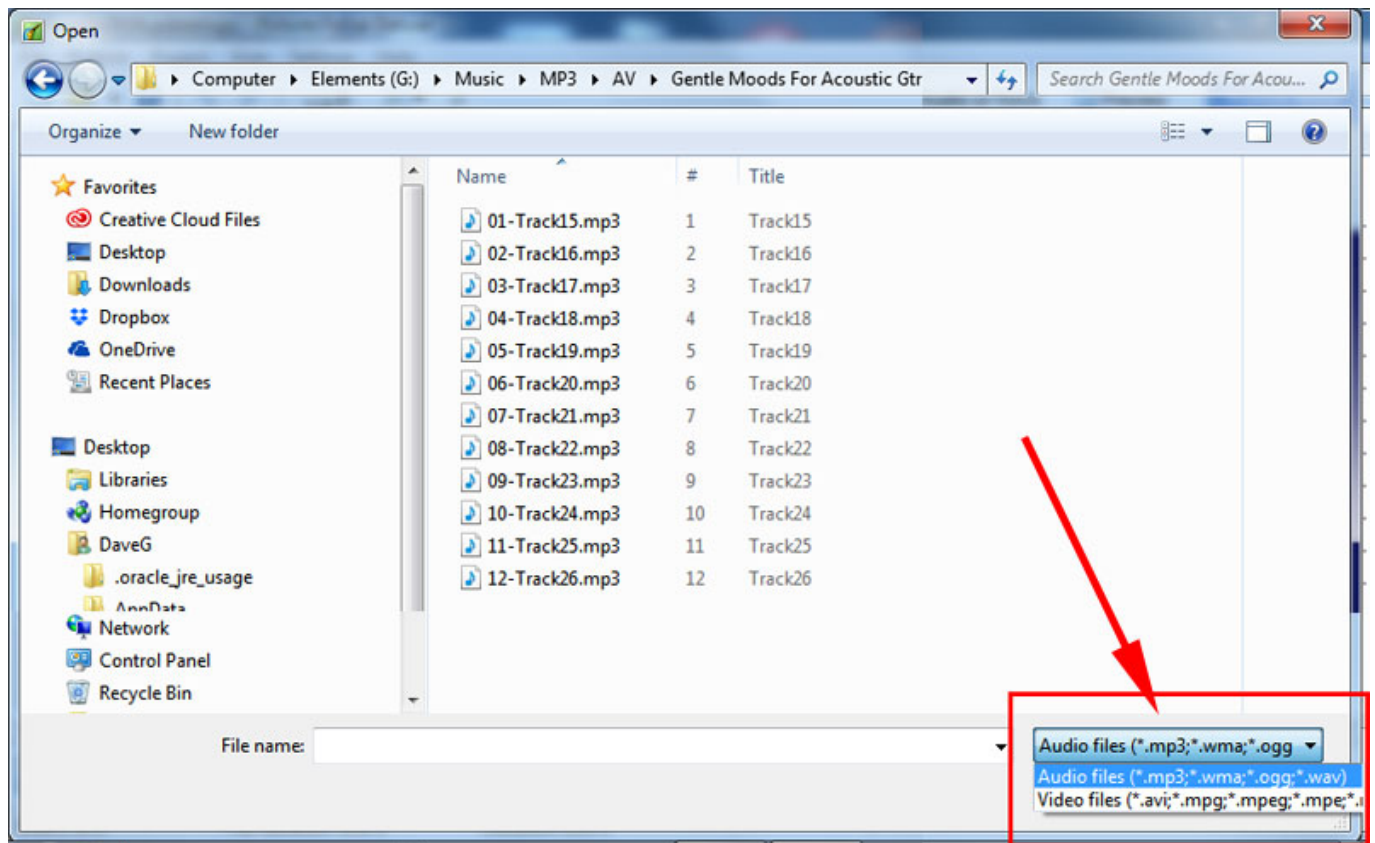 Open
Computer ▸ Elements (G:) ▸ Music ▸ MP3 ▸ AV ▸ Gentle Moods For Acoustic Gtr
Search Gentle Moods For Acou...
Organize New folder
Favorites
Creative Cloud Files
Desktop
Downloads
Dropbox
OneDrive
Recent Places
Desktop
Libraries
Homegroup
DaveG
.oracle_jre_usage
AppData
Network
Control Panel
Recycle Bin
Name # Title
01-Track15.mp3 1 Track15
02-Track16.mp3 2 Track16
03-Track17.mp3 3 Track17
04-Track18.mp3 4 Track18
05-Track19.mp3 5 Track19
06-Track20.mp3 6 Track20
07-Track21.mp3 7 Track21
08-Track22.mp3 8 Track22
09-Track23.mp3 9 Track23
10-Track24.mp3 10 Track24
11-Track25.mp3 11 Track25
12-Track26.mp3 12 Track26
File name:
Audio files (*.mp3;*.wma;*.ogg
Audio files (*.mp3;*.wma;*.ogg;*.wav)
Video files (*.avi;*.mpg;*.mpeg;*.mpe;*.